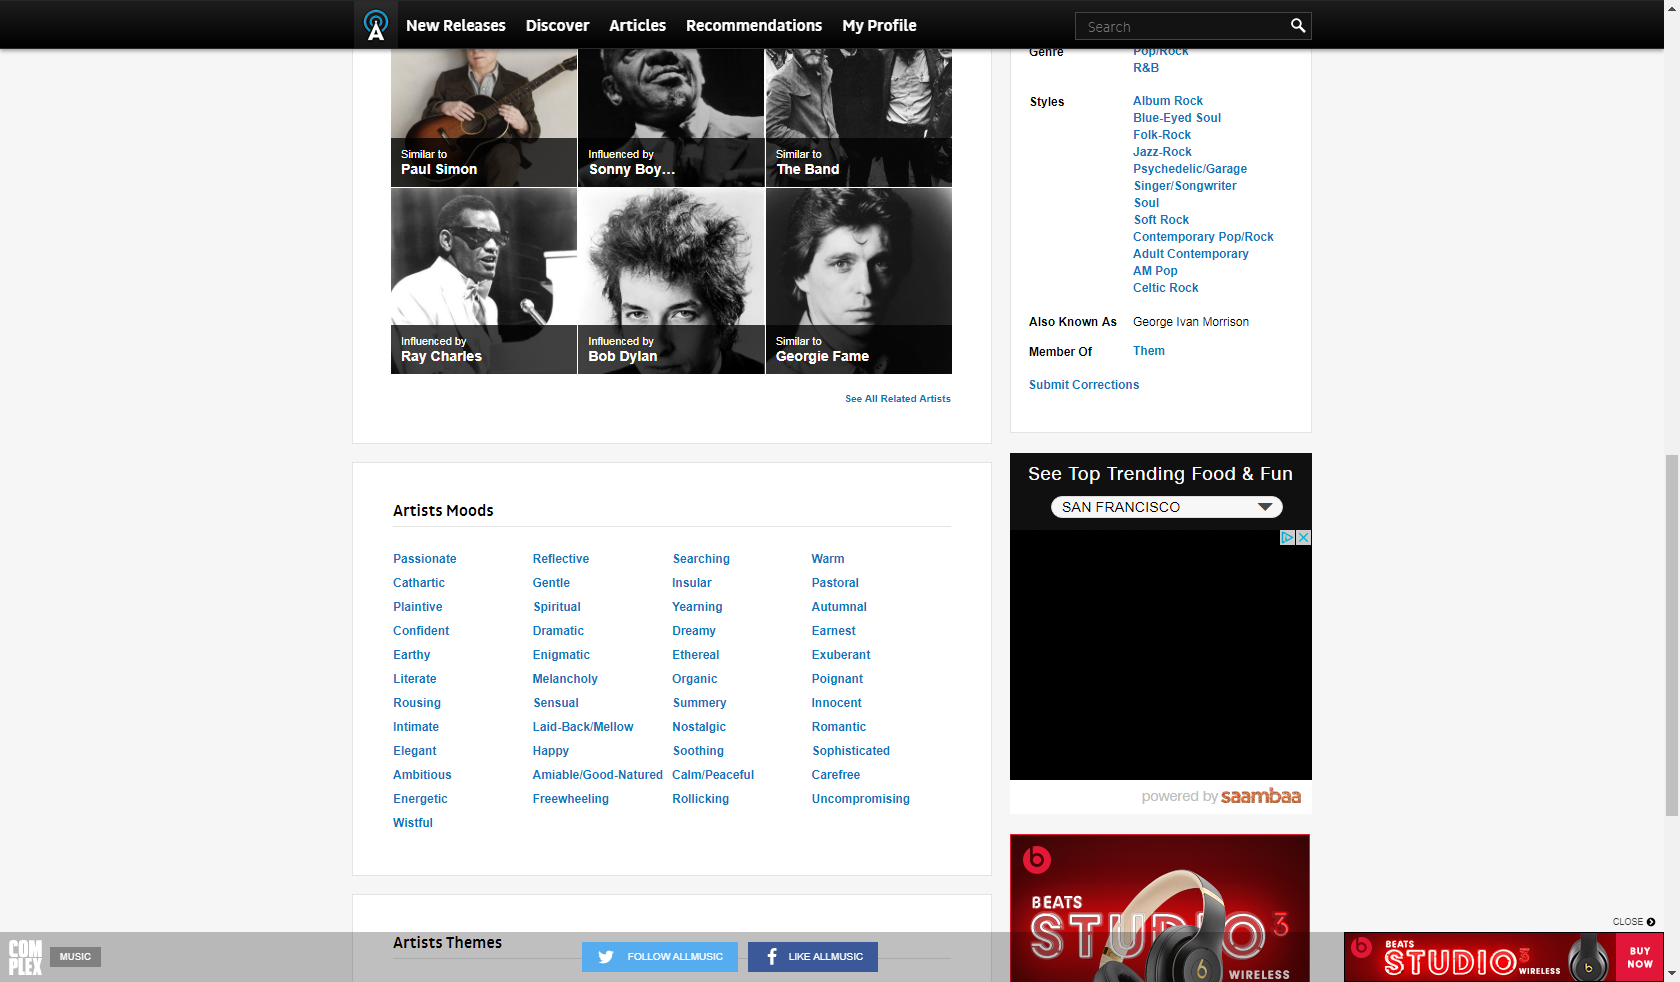 New Releases Discover Articles Recommendations My Profile
Search
Similar to
Paul Simon
Influenced by
Sonny Boy...
Similar to
The Band
Influenced by
Ray Charles
Influenced by
Bob Dylan
Similar to
Georgie Fame
See All Related Artists
Genre
Pop/Rock
R&B
Styles
Album Rock
Blue-Eyed Soul
Folk-Rock
Jazz-Rock
Psychedelic/Garage
Singer/Songwriter
Soul
Soft Rock
Contemporary Pop/Rock
Adult Contemporary
AM Pop
Celtic Rock
Also Known As George Ivan Morrison
Member Of Them
Submit Corrections
Artists Moods
Passionate Reflective Searching Warm
Cathartic Gentle Insular Pastoral
Plaintive Spiritual Yearning Autumnal
Confident Dramatic Dreamy Earnest
Earthy Enigmatic Ethereal Exuberant
Literate Melancholy Organic Poignant
Rousing Sensual Summery Innocent
Intimate Laid-Back/Mellow Nostalgic Romantic
Elegant Happy Soothing Sophisticated
Ambitious Amiable/Good-Natured Calm/Peaceful Carefree
Energetic Freewheeling Rollicking Uncompromising
Wistful
See Top Trending Food & Fun
SAN FRANCISCO
powered by saambaa
BEATS
STUDIO3
WIRELESS
Artists Themes
CLOSE
COM
PLEX
MUSIC
FOLLOW ALLMUSIC
LIKE ALLMUSIC
BEATS
STUDIO3
WIRELESS
BUY
NOW